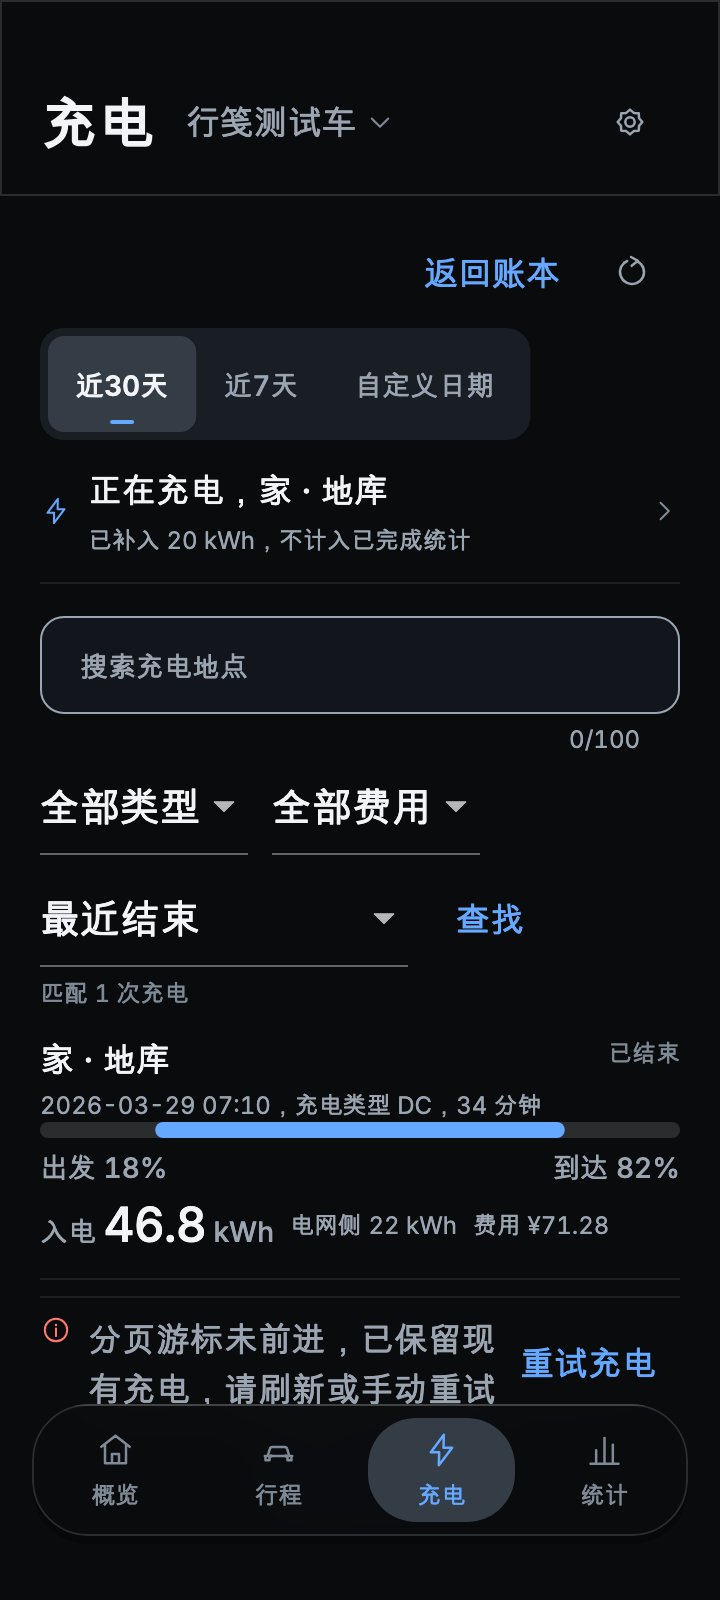 充电 行笺测试车
返回账本
近30天 近7天 自定义日期
正在充电，家 · 地库
已补入 20 kWh，不计入已完成统计
搜索充电地点
0/100
全部类型 全部费用
最近结束 查找
匹配 1 次充电
家 · 地库 已结束
2026-03-29 07:10，充电类型 DC，34 分钟
出发 18% 到达 82%
入电 46.8 kWh 电网侧 22 kWh 费用 ¥71.28
分页游标未前进，已保留现
有充电，请刷新或手动重试
重试充电
概览 行程 充电 统计